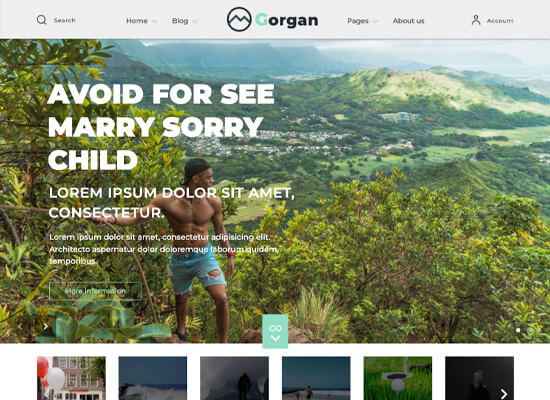 Search
Home
Blog
Gorgan
Pages
About us
Account
AVOID FOR SEE
MARRY SORRY
CHILD
LOREM IPSUM DOLOR SIT AMET,
CONSECTETUR.
Lorem ipsum dolor sit amet, consectetur adipisicing elit.
Architecto aspernatur dolor doloremque laborum quidem,
temporibus.
More information
GO